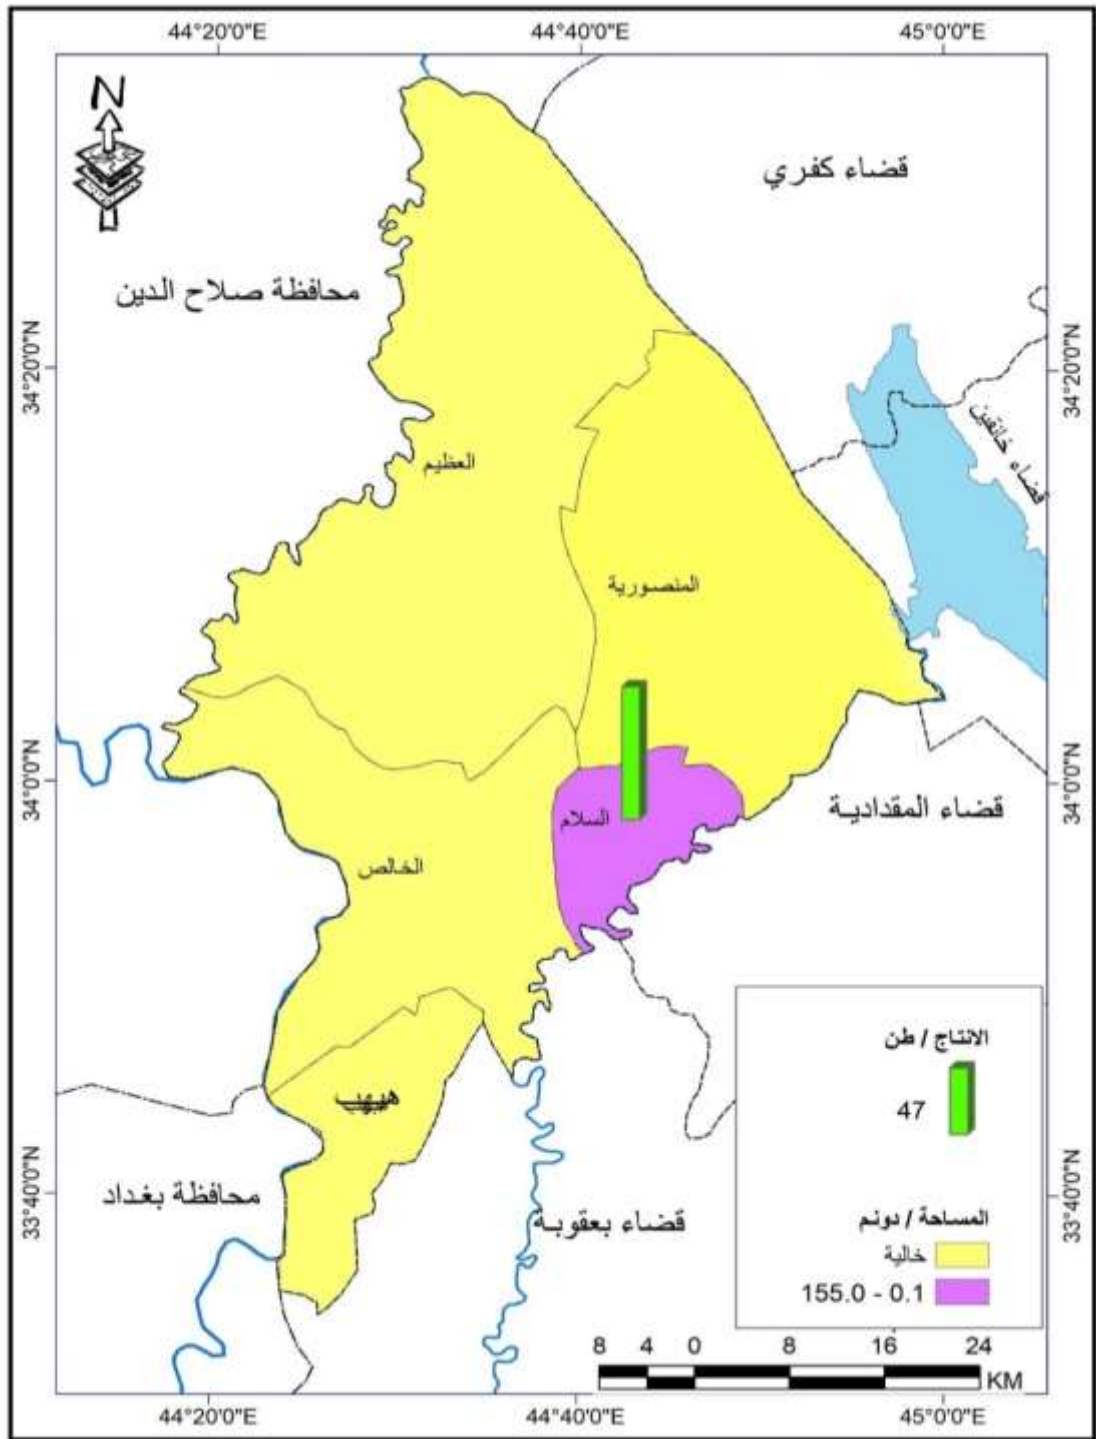 44°20'0"E 44°40'0"E 45°0'0"E
N
قضاء كفري
محافظة صلاح الدين
34°20'0"N 34°20'0"N
قضاء خانقين
العظيم
المنصورية
34°0'0"N 34°0'0"N
قضاء المقدادية
السلام
الخالص
الانتاج / طن
47
هبهب
33°40'0"N 33°40'0"N
محافظة بغداد
قضاء بعقوبة
المساحة / دونم
خالية
155.0 - 0.1
8 4 0 8 16 24
KM
44°20'0"E 44°40'0"E 45°0'0"E